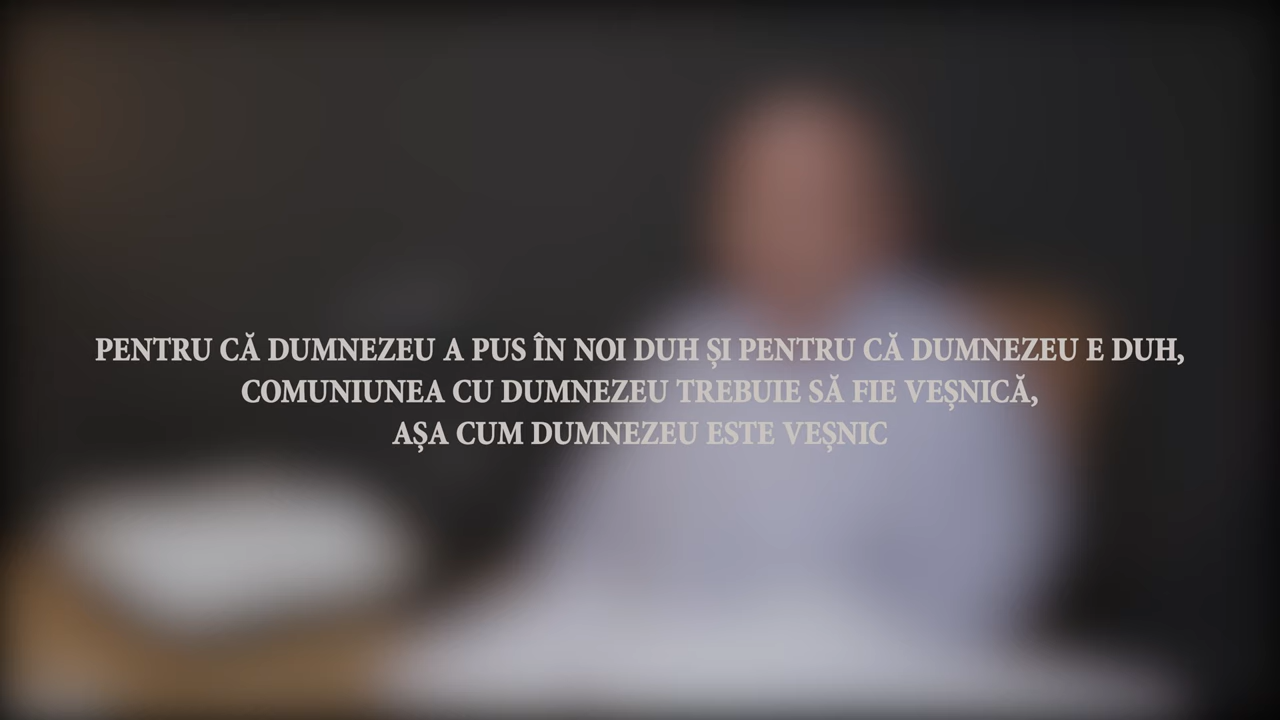 PENTRU CĂ DUMNEZEU A PUS ÎN NOI DUH ȘI PENTRU CĂ DUMNEZEU E DUH,
COMUNIUNEA CU DUMNEZEU TREBUIE SĂ FIE VEȘNICĂ,
AȘA CUM DUMNEZEU ESTE VEȘNIC